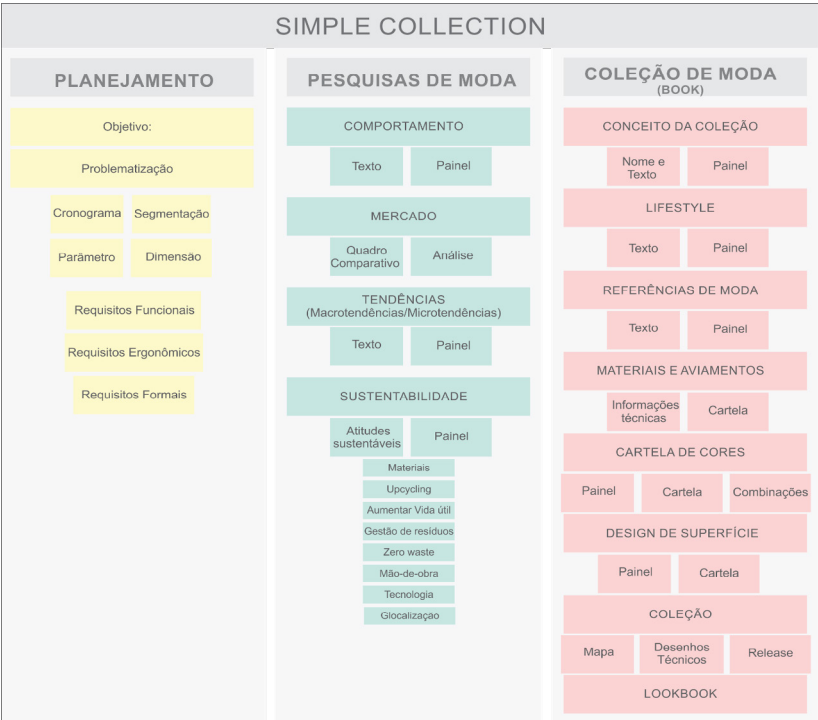 SIMPLE COLLECTION
PLANEJAMENTO
Objetivo:
Problematização
Cronograma
Segmentação
Parâmetro
Dimensão
Requisitos Funcionais
Requisitos Ergonômicos
Requisitos Formais
PESQUISAS DE MODA
COMPORTAMENTO
Texto
Painel
MERCADO
Quadro
Comparativo
Análise
TENDÊNCIAS
(Macrotendências/Microtendências)
Texto
Painel
SUSTENTABILIDADE
Atitudes
sustentáveis
Painel
Materiais
Upcycling
Aumentar Vida útil
Gestão de resíduos
Zero waste
Mão-de-obra
Tecnologia
Glocalização
COLEÇÃO DE MODA
(BOOK)
CONCEITO DA COLEÇÃO
Nome e
Texto
Painel
LIFESTYLE
Texto
Painel
REFERÊNCIAS DE MODA
Texto
Painel
MATERIAIS E AVIAMENTOS
Informações
técnicas
Cartela
CARTELA DE CORES
Painel
Cartela
Combinações
DESIGN DE SUPERFÍCIE
Painel
Cartela
COLEÇÃO
Mapa
Desenhos
Técnicos
Release
LOOKBOOK